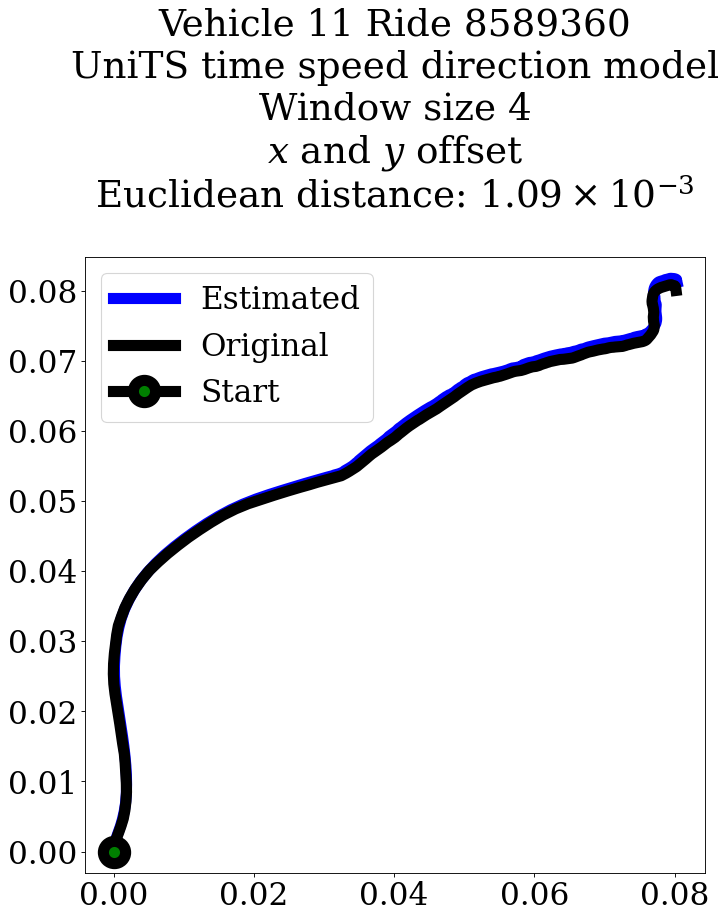 Vehicle 11 Ride 8589360
UniTS time speed direction model
Window size 4
x and y offset
Euclidean distance: 1.09 × 10⁻³
Estimated
Original
Start
0.08
0.07
0.06
0.05
0.04
0.03
0.02
0.01
0.00
0.00 0.02 0.04 0.06 0.08